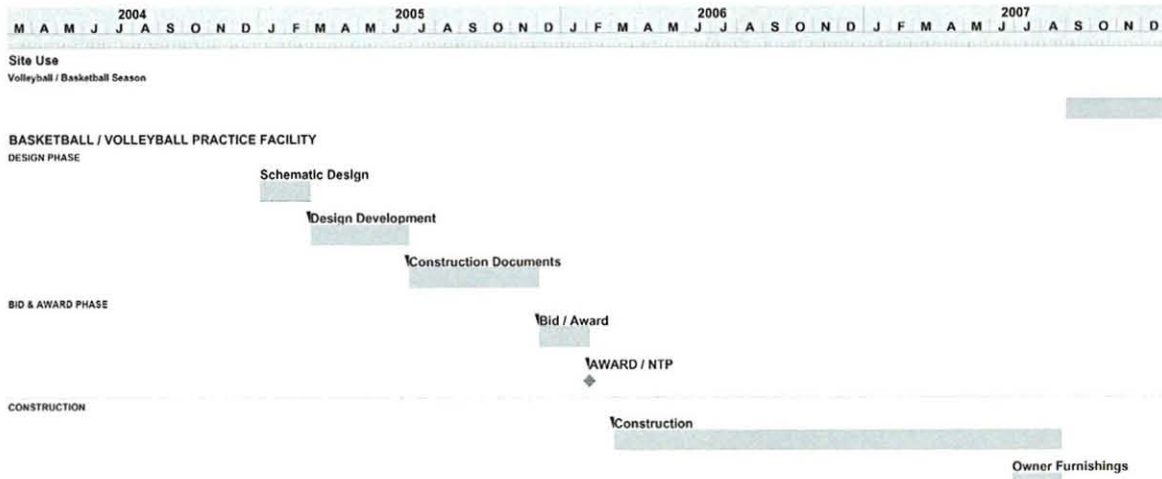 2004 2005 2006 2007
M A M J J A S O N D J F M A M J J A S O N D J F M A M J J A S O N D J F M A M J J A S O N D
Site Use
Volleyball / Basketball Season
BASKETBALL / VOLLEYBALL PRACTICE FACILITY
DESIGN PHASE
Schematic Design
Design Development
Construction Documents
BID & AWARD PHASE
Bid / Award
AWARD / NTP
CONSTRUCTION
Construction
Owner Furnishings